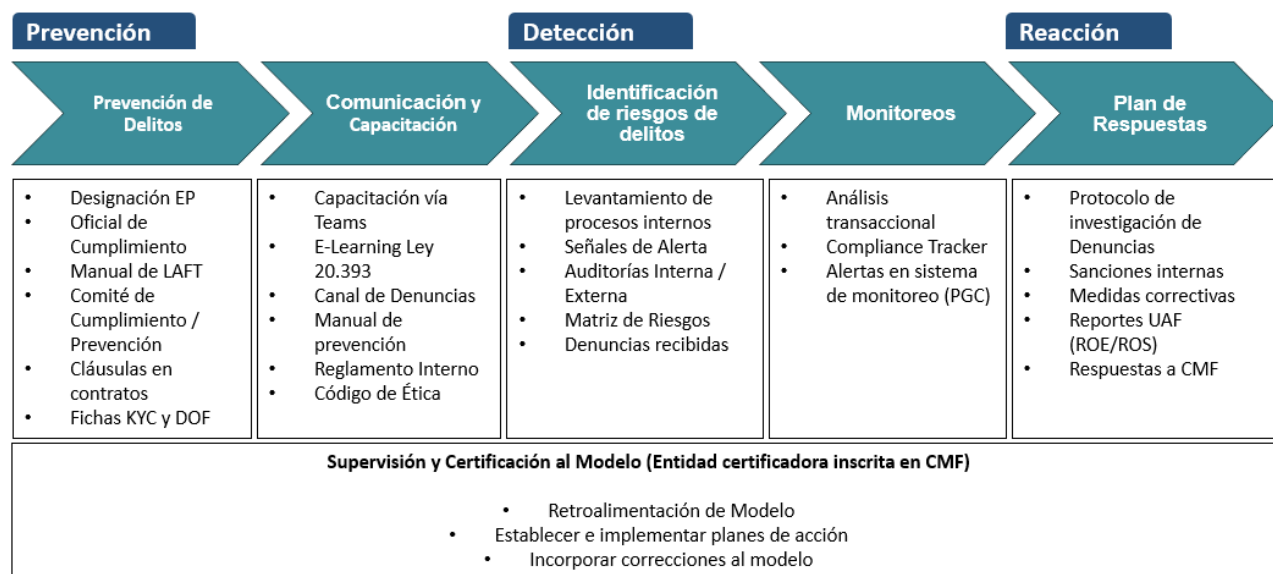 Prevención
Detección
Reacción
Prevención de
Delitos
Comunicación y
Capacitación
Identificación
de riesgos de
delitos
Monitoreos
Plan de
Respuestas
• Designación EP
• Oficial de
Cumplimiento
• Manual de LAFT
• Comité de
Cumplimiento /
Prevención
• Cláusulas en
contratos
• Fichas KYC y DOF
• Capacitación vía
Teams
• E-Learning Ley
20.393
• Canal de Denuncias
• Manual de
prevención
• Reglamento Interno
• Código de Ética
• Levantamiento de
procesos internos
• Señales de Alerta
• Auditorías Interna /
Externa
• Matriz de Riesgos
• Denuncias recibidas
• Análisis
transaccional
• Compliance Tracker
• Alertas en sistema
de monitoreo (PGC)
• Protocolo de
investigación de
Denuncias
• Sanciones internas
• Medidas correctivas
• Reportes UAF
(ROE/ROS)
• Respuestas a CMF
Supervisión y Certificación al Modelo (Entidad certificadora inscrita en CMF)
• Retroalimentación de Modelo
• Establecer e implementar planes de acción
• Incorporar correcciones al modelo